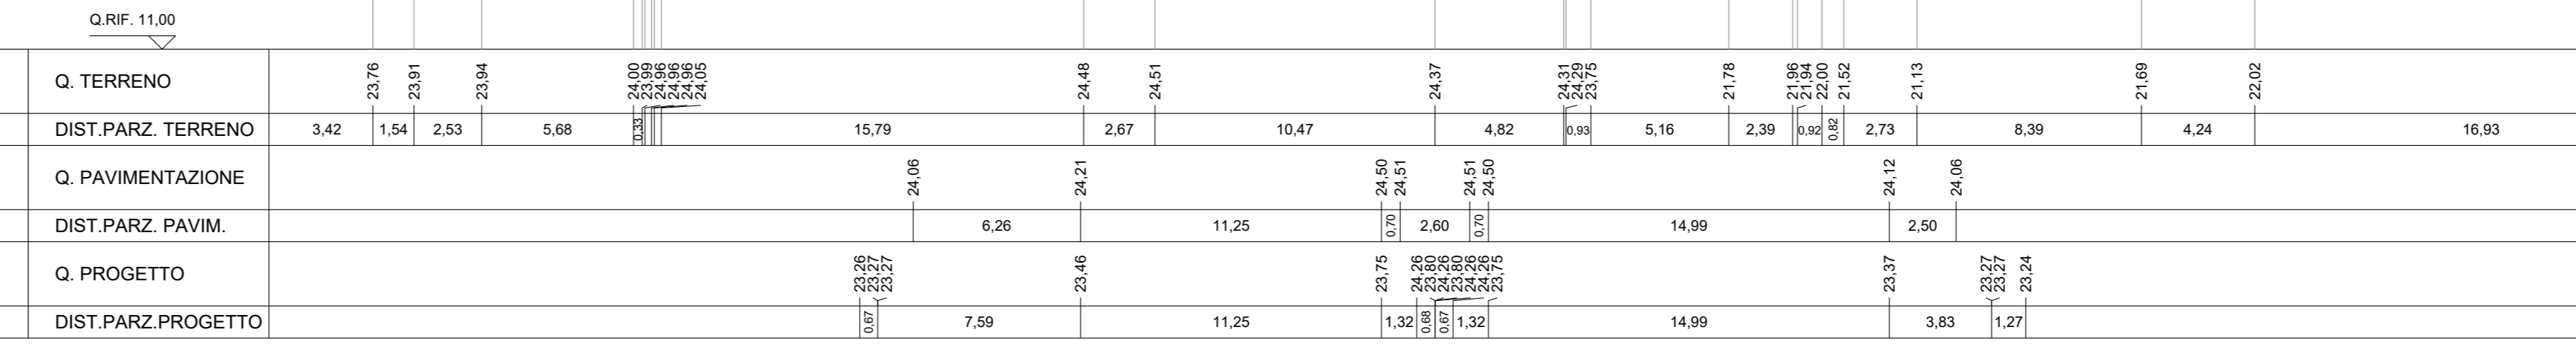 Q.RIF. 11,00
Q. TERRENO 23,76 23,91 23,94 24,00 23,99 24,96 24,96 24,96 24,05 24,48 24,51 24,37 24,31 24,29 23,75 21,78 21,96 21,94 22,00 21,52 21,13 21,69 22,02
DIST.PARZ. TERRENO 3,42 1,54 2,53 5,68 0,33 15,79 2,67 10,47 4,82 0,93 5,16 2,39 0,92 0,82 2,73 8,39 4,24 16,93
Q. PAVIMENTAZIONE 24,06 24,21 24,50 24,51 24,51 24,50 24,12 24,06
DIST.PARZ. PAVIM. 6,26 11,25 0,70 2,60 0,70 14,99 2,50
Q. PROGETTO 23,26 23,27 23,27 23,46 23,75 24,26 23,80 24,26 23,80 24,26 24,26 23,75 23,37 23,27 23,27 23,24
DIST.PARZ.PROGETTO 0,67 7,59 11,25 1,32 0,68 0,67 1,32 14,99 3,83 1,27